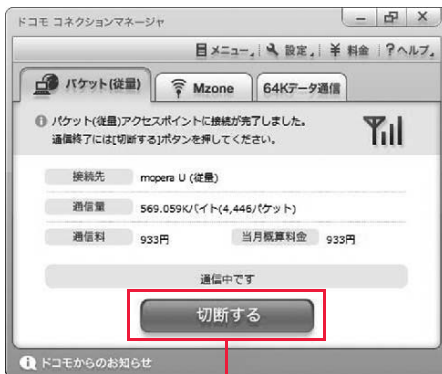 ドコモ コネクションマネージャ
メニュー 設定 ¥ 料金 ? ヘルプ
パケット(従量) Mzone 64Kデータ通信
パケット(従量)アクセスポイントに接続が完了しました。
通信終了には[切断する]ボタンを押してください。
接続先 mopera U (従量)
通信量 569.059Kバイト(4,446パケット)
通信料 933円 当月概算料金 933円
通信中です
切断する
ドコモからのお知らせ